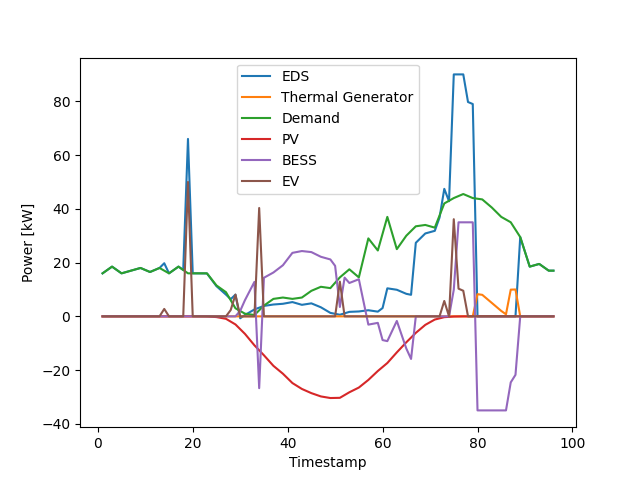 EDS
Thermal Generator
Demand
PV
BESS
EV
Power [kW]
80
60
40
20
0
−20
−40
0 20 40 60 80 100
Timestamp